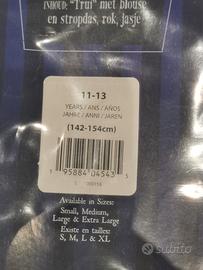 INHOUD: "Trui" met blouse
en stropdas, rok, jasje
11-13
YEARS / ANS / AÑOS
JAHRE / ANNI / JAREN
(142-154cm)
1 95884 04543 5
Available in Sizes:
Small, Medium,
Large & Extra Large
Existe en tailles:
S, M, L & XL
subito